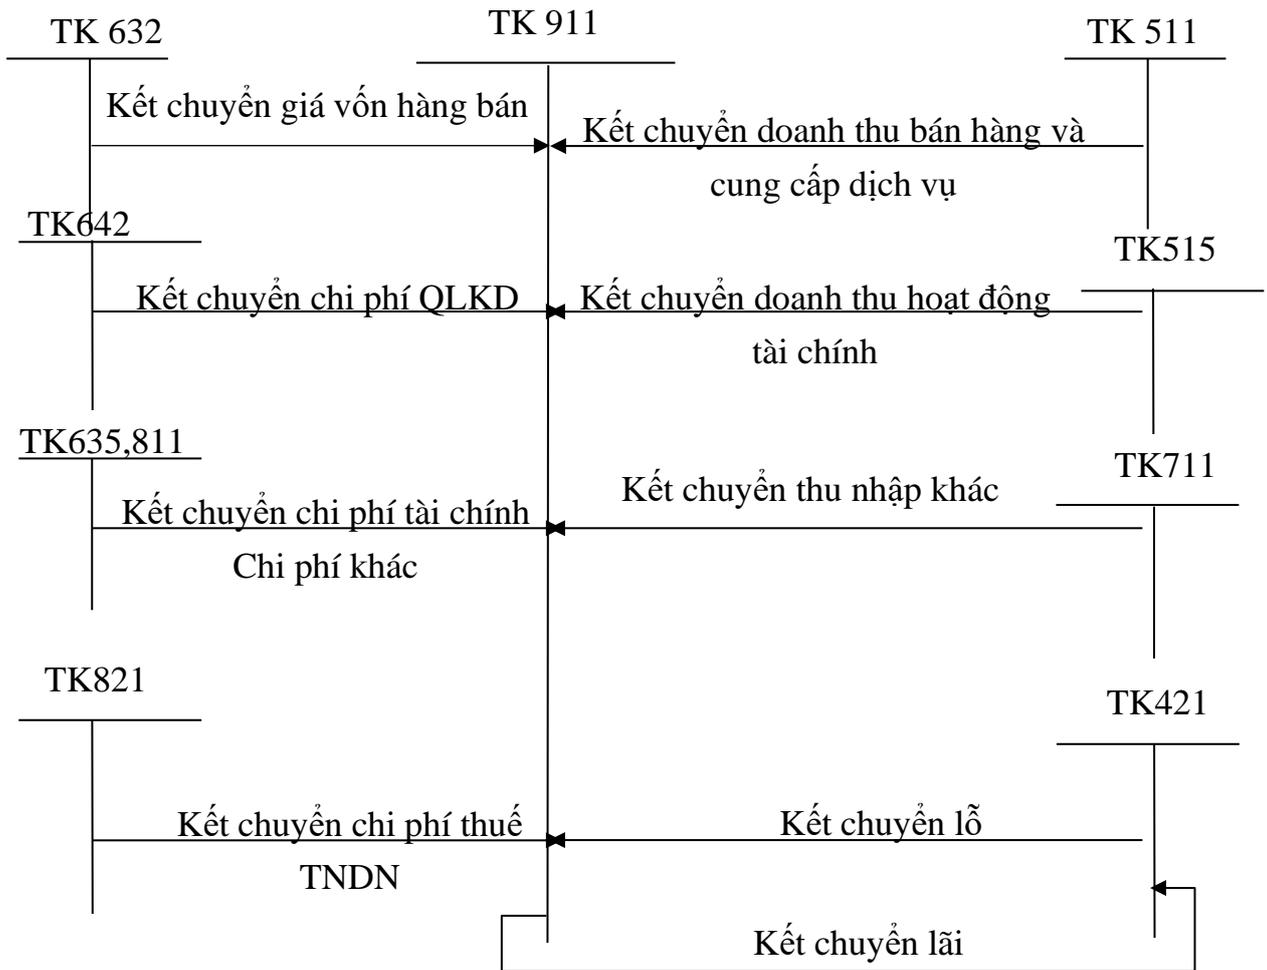 TK 632
TK 911
TK 511
Kết chuyển giá vốn hàng bán
Kết chuyển doanh thu bán hàng và
cung cấp dịch vụ
TK642
TK515
Kết chuyển chi phí QLKD
Kết chuyển doanh thu hoạt động
tài chính
TK635,811
TK711
Kết chuyển chi phí tài chính
Chi phí khác
Kết chuyển thu nhập khác
TK821
TK421
Kết chuyển chi phí thuế
TNDN
Kết chuyển lỗ
Kết chuyển lãi